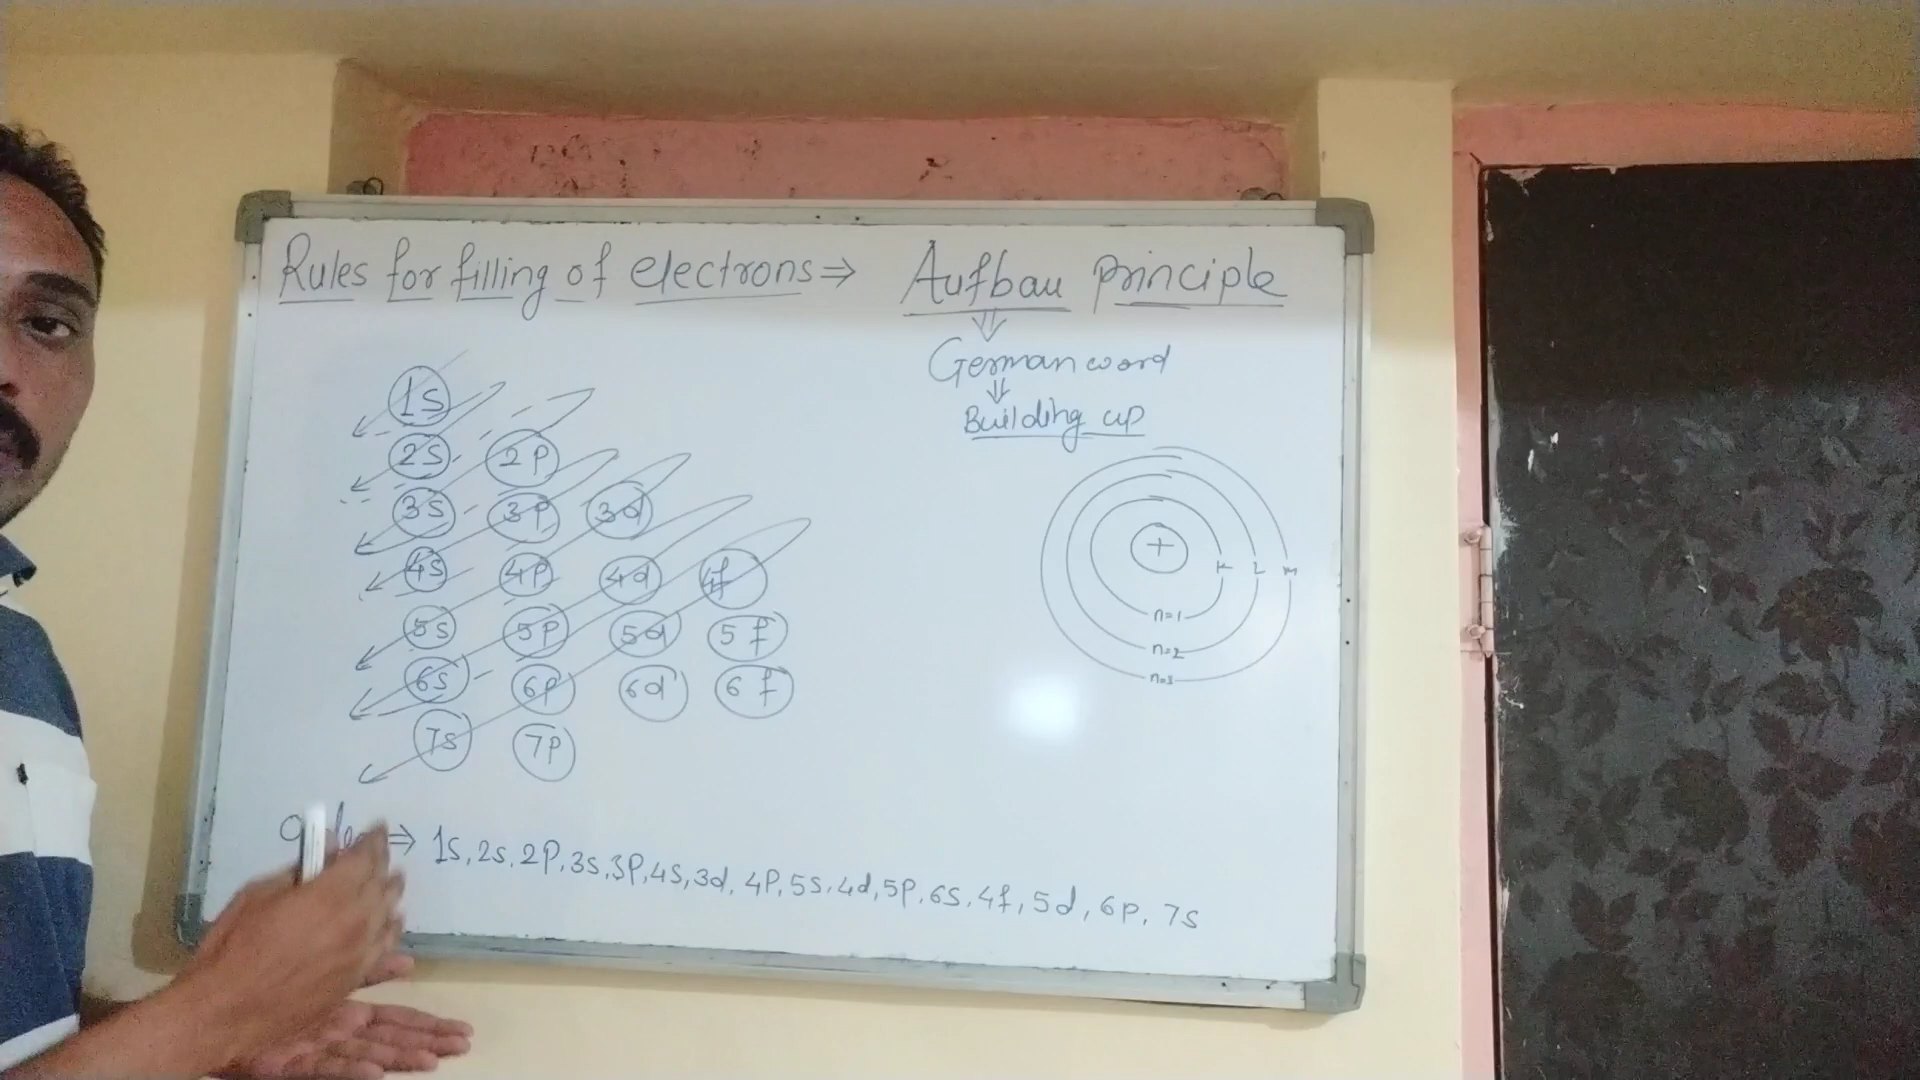 Rules for filling of electrons ⇒ Aufbau principle
⇓
German word
⇓
Building up
1s
2s 2p
3s 3p 3d
4s 4p 4d 4f
5s 5p 5d 5f
6s 6p 6d 6f
7s 7p
+
K L M
n=1
n=2
n=3
⇒ 1s, 2s, 2p, 3s, 3p, 4s, 3d, 4p, 5s, 4d, 5p, 6s, 4f, 5d, 6p, 7s